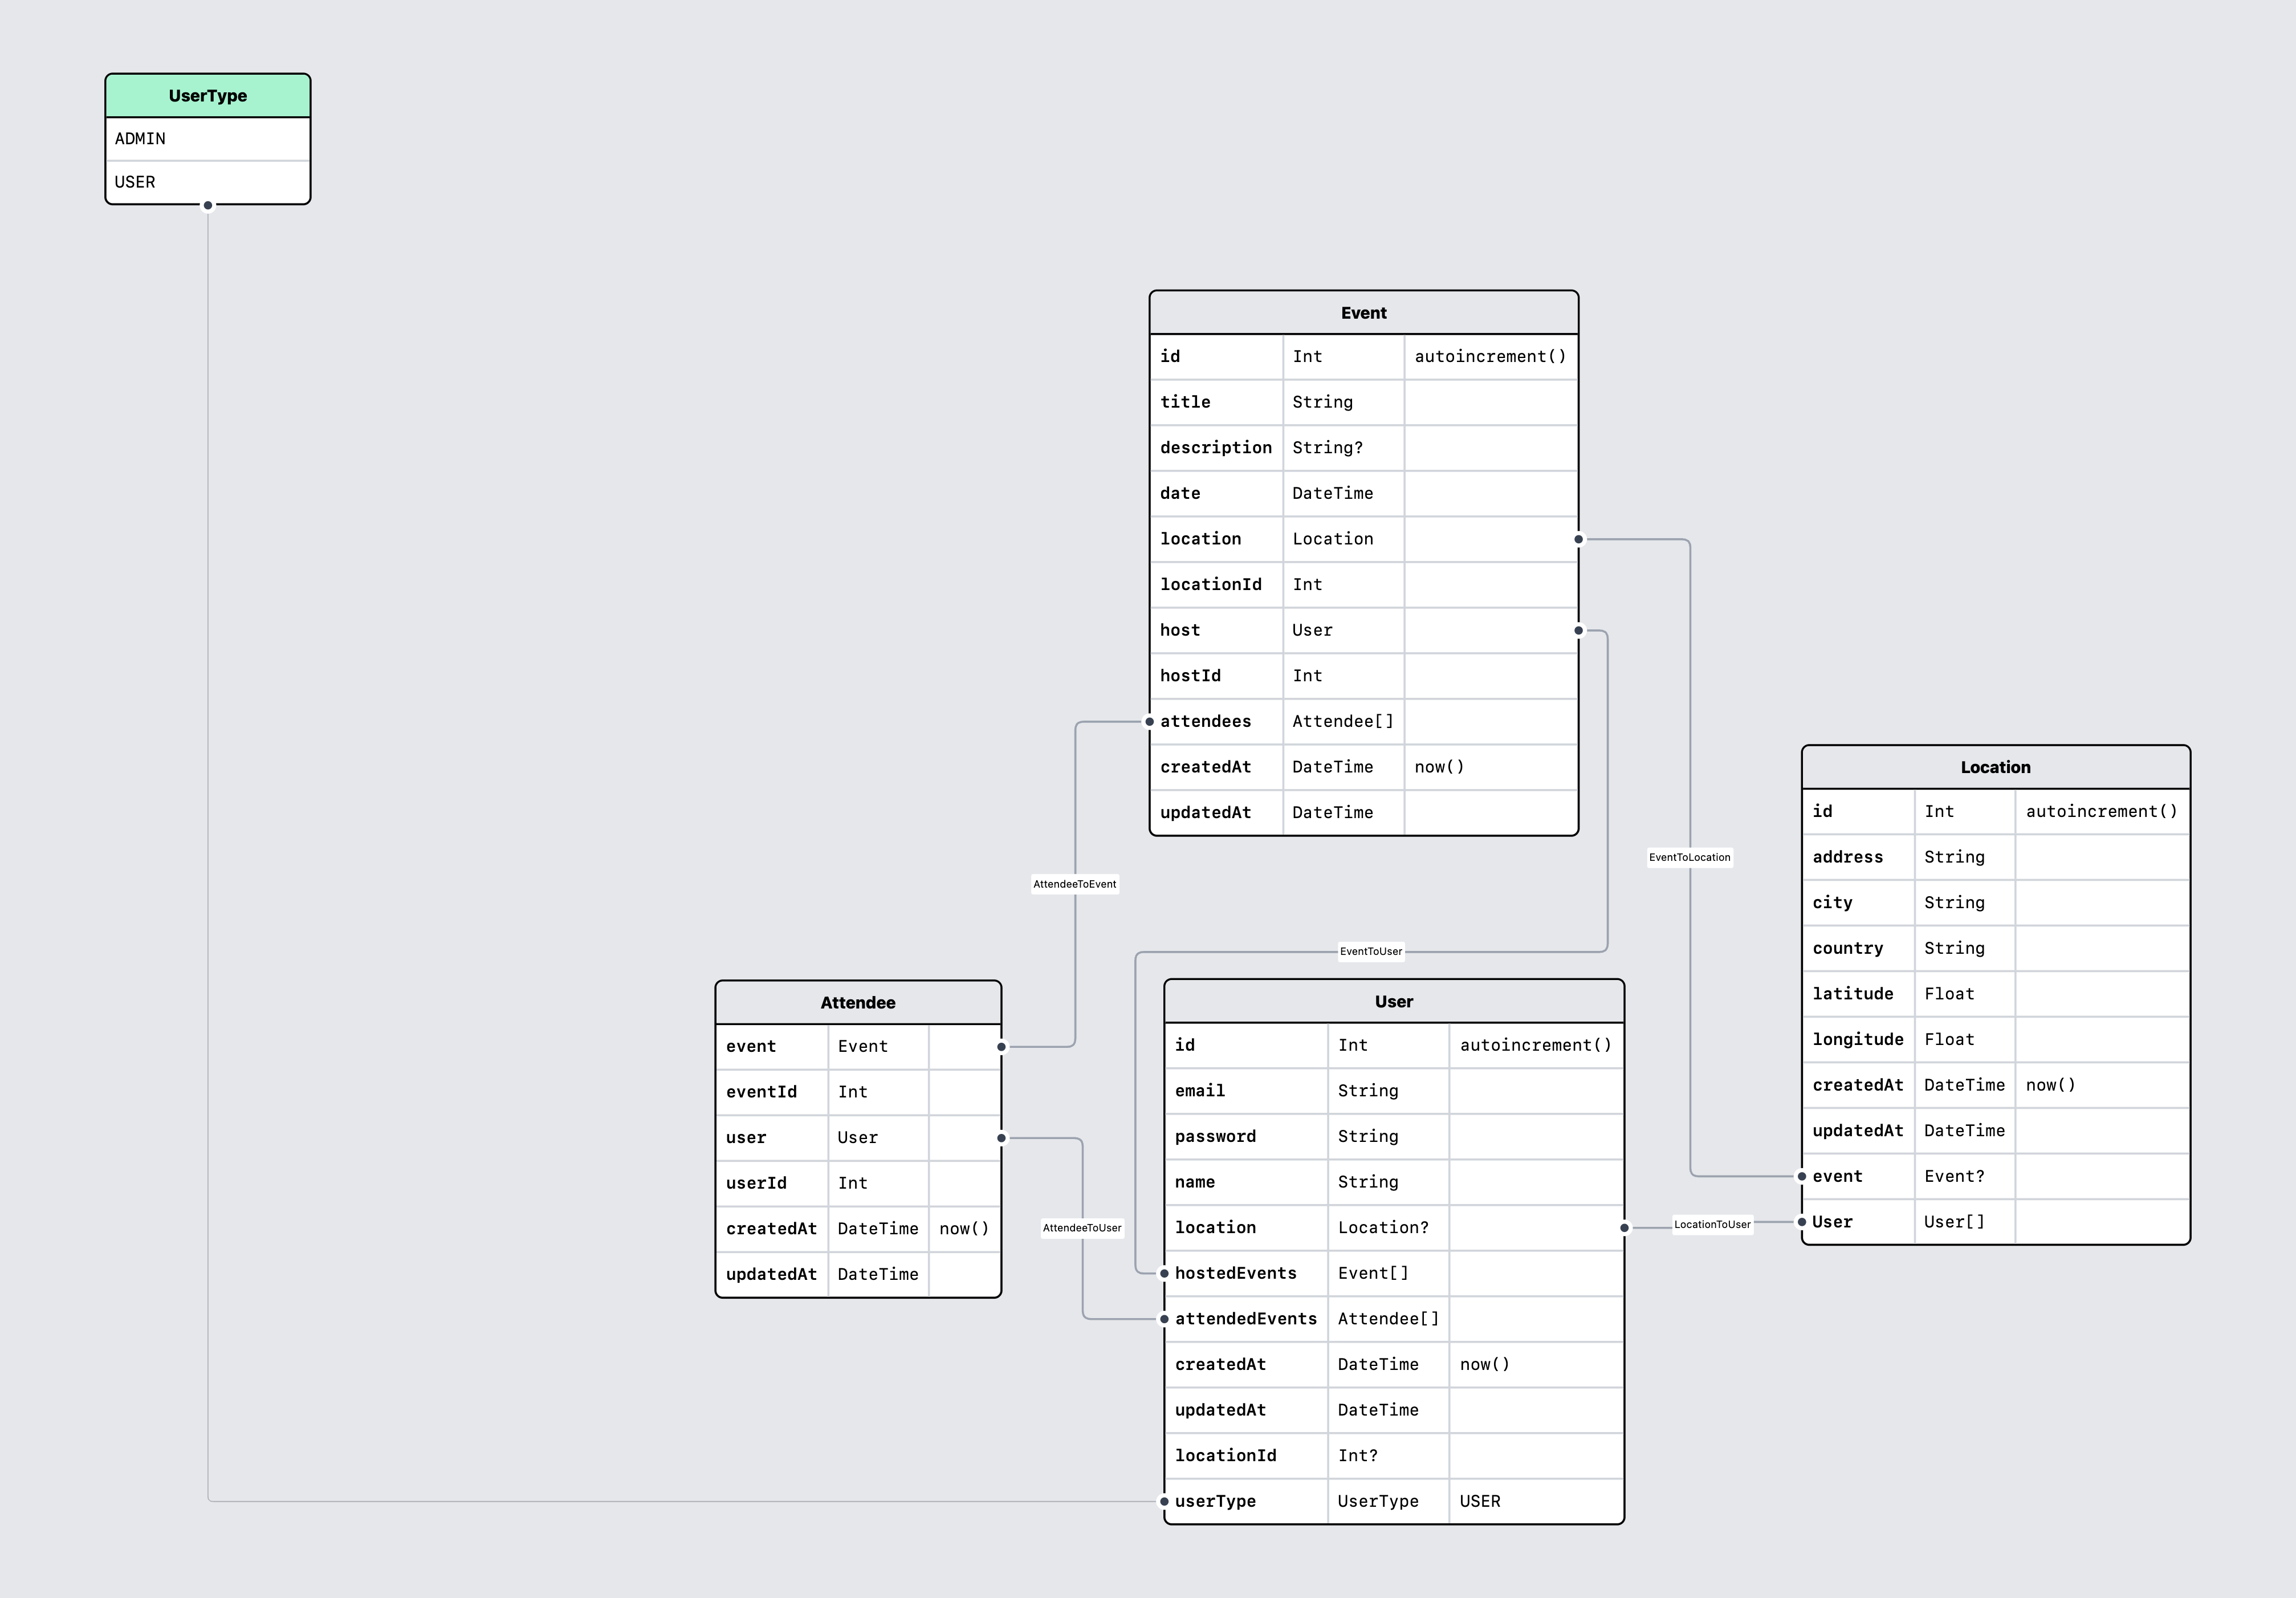 UserType
ADMIN
USER
Event
id Int autoincrement()
title String
description String?
date DateTime
location Location
locationId Int
host User
hostId Int
attendees Attendee[]
createdAt DateTime now()
updatedAt DateTime
Location
id Int autoincrement()
address String
city String
country String
latitude Float
longitude Float
createdAt DateTime now()
updatedAt DateTime
event Event?
User User[]
EventToLocation
AttendeeToEvent
EventToUser
Attendee
event Event
eventId Int
user User
userId Int
createdAt DateTime now()
updatedAt DateTime
AttendeeToUser
User
id Int autoincrement()
email String
password String
name String
location Location?
hostedEvents Event[]
attendedEvents Attendee[]
createdAt DateTime now()
updatedAt DateTime
locationId Int?
userType UserType USER
LocationToUser